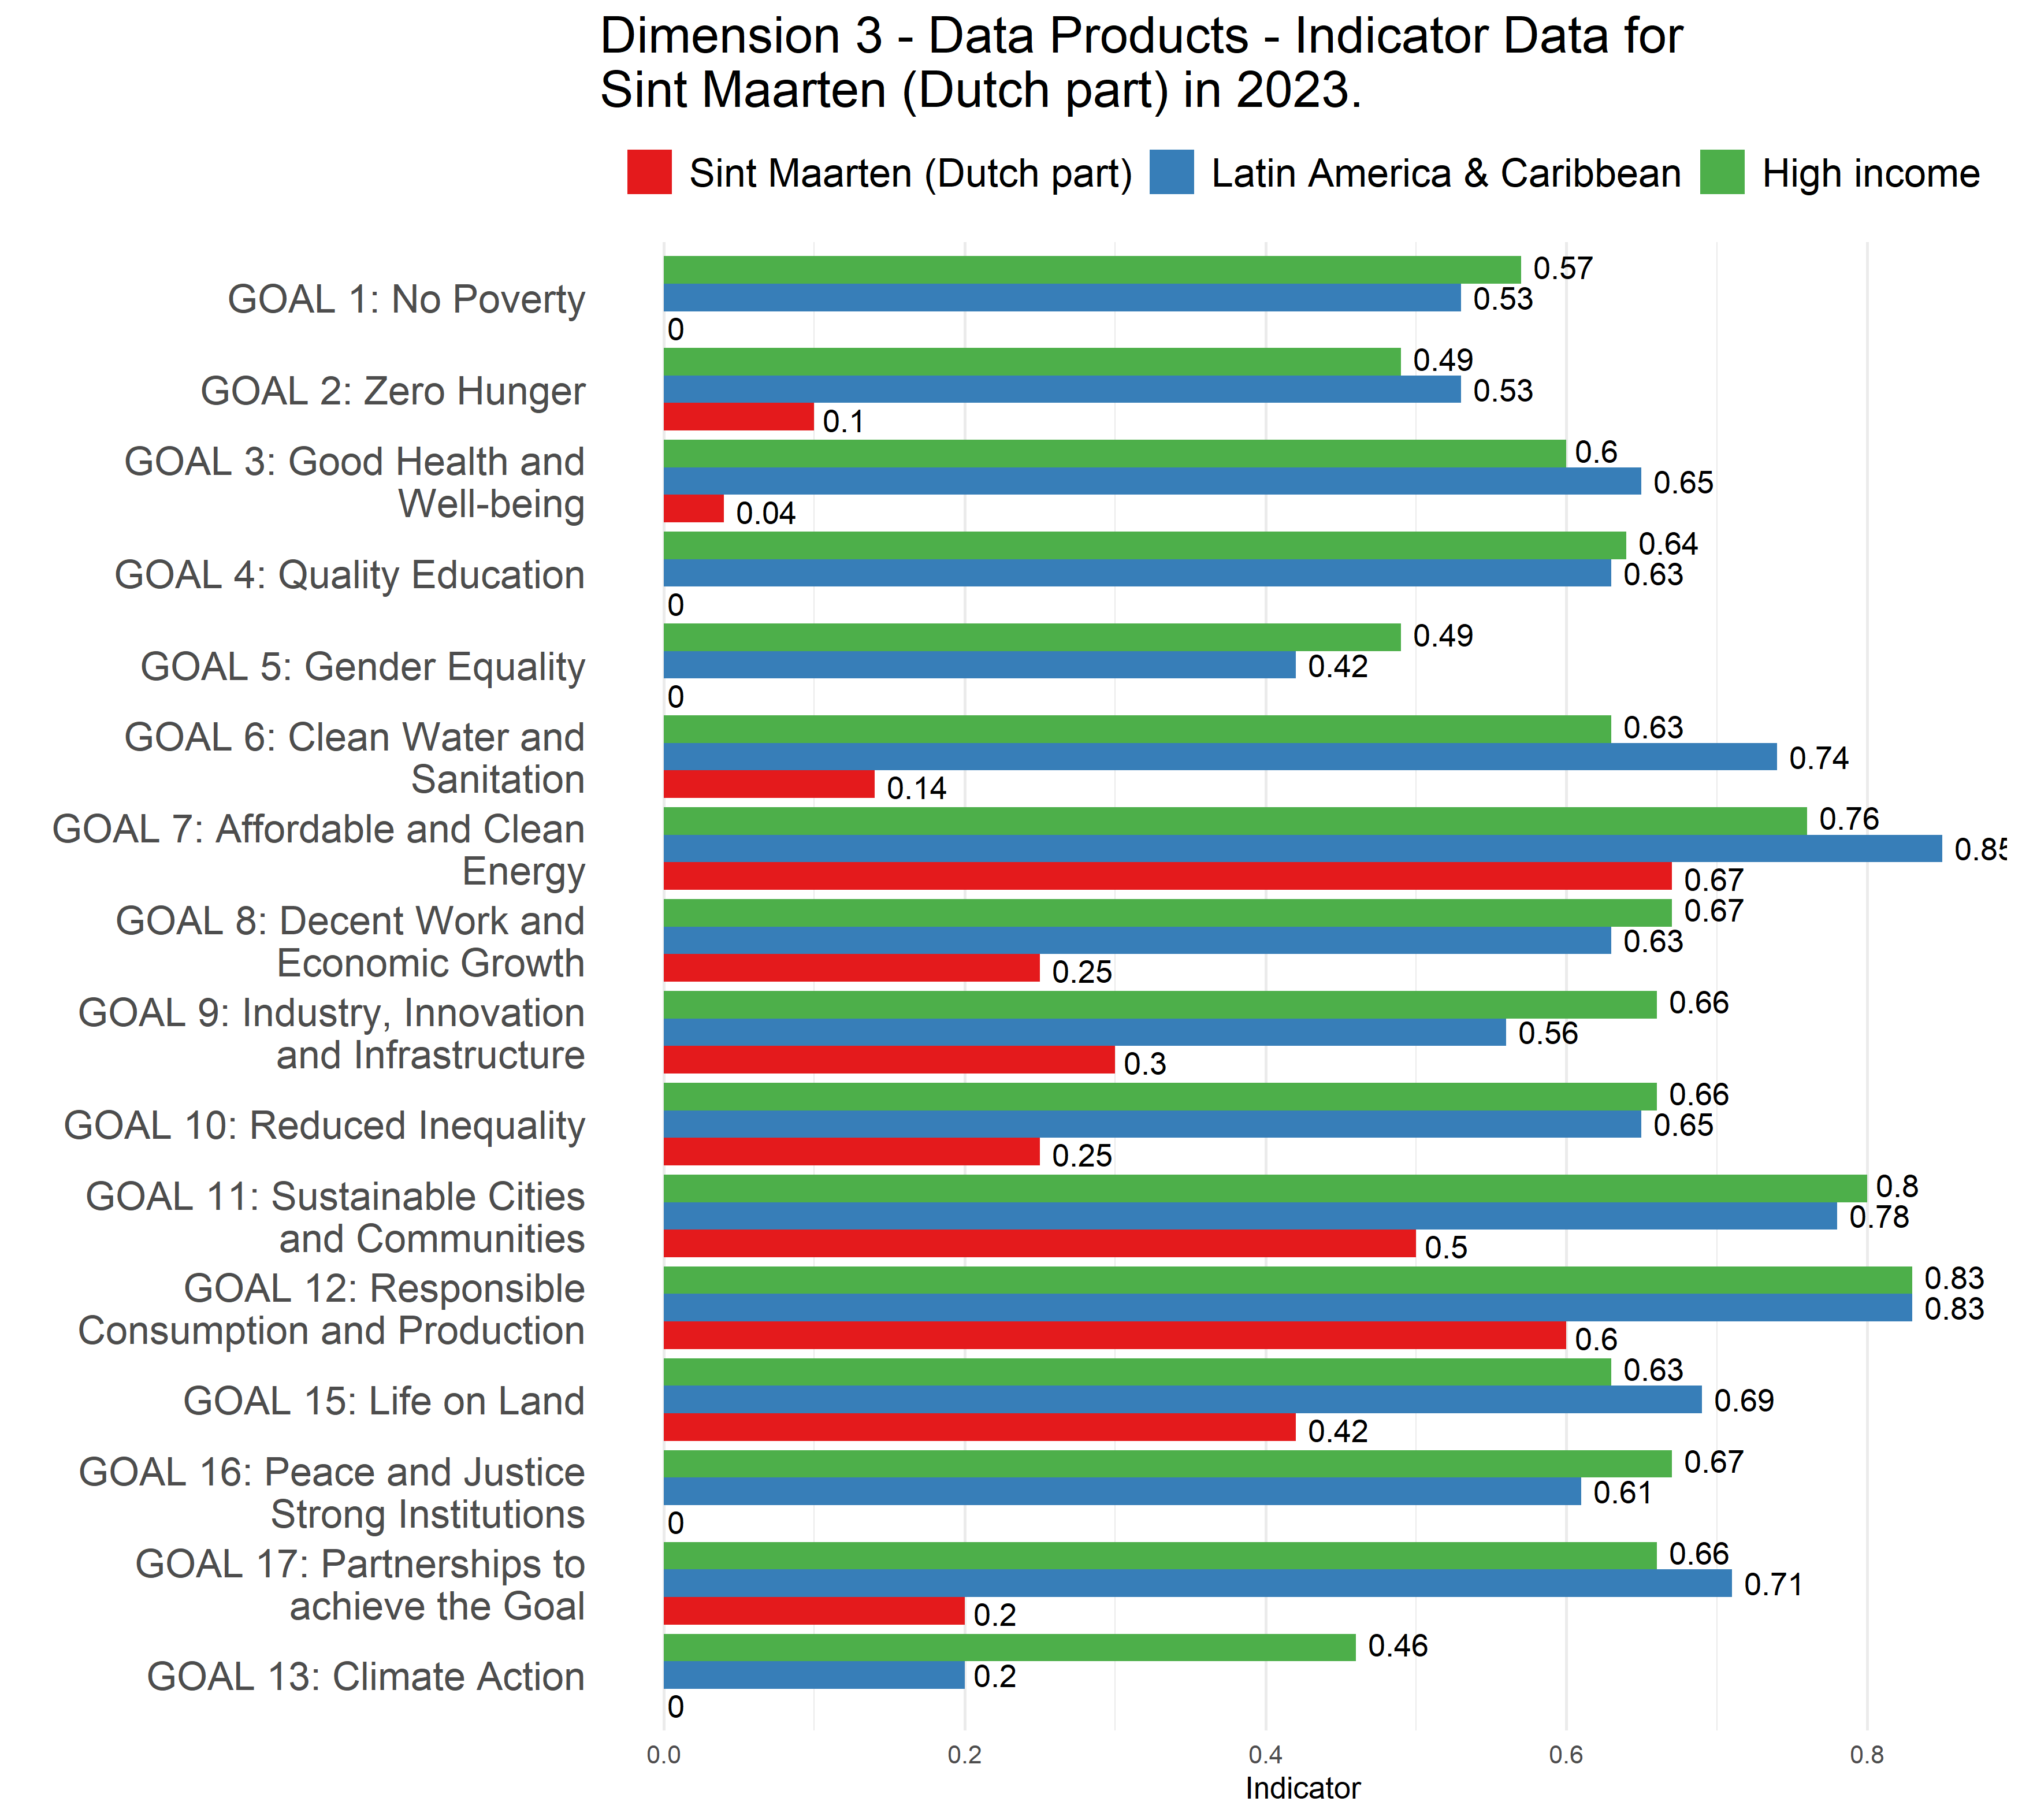 Dimension 3 - Data Products - Indicator Data for
Sint Maarten (Dutch part) in 2023.
Sint Maarten (Dutch part) Latin America & Caribbean High income
GOAL 1: No Poverty
0.57
0.53
0
GOAL 2: Zero Hunger
0.49
0.53
0.1
GOAL 3: Good Health and
Well-being
0.6
0.65
0.04
GOAL 4: Quality Education
0.64
0.63
0
GOAL 5: Gender Equality
0.49
0.42
0
GOAL 6: Clean Water and
Sanitation
0.63
0.74
0.14
GOAL 7: Affordable and Clean
Energy
0.76
0.85
0.67
GOAL 8: Decent Work and
Economic Growth
0.67
0.63
0.25
GOAL 9: Industry, Innovation
and Infrastructure
0.66
0.56
0.3
GOAL 10: Reduced Inequality
0.66
0.65
0.25
GOAL 11: Sustainable Cities
and Communities
0.8
0.78
0.5
GOAL 12: Responsible
Consumption and Production
0.83
0.83
0.6
GOAL 15: Life on Land
0.63
0.69
0.42
GOAL 16: Peace and Justice
Strong Institutions
0.67
0.61
0
GOAL 17: Partnerships to
achieve the Goal
0.66
0.71
0.2
GOAL 13: Climate Action
0.46
0.2
0
0.0 0.2 0.4 0.6 0.8
Indicator